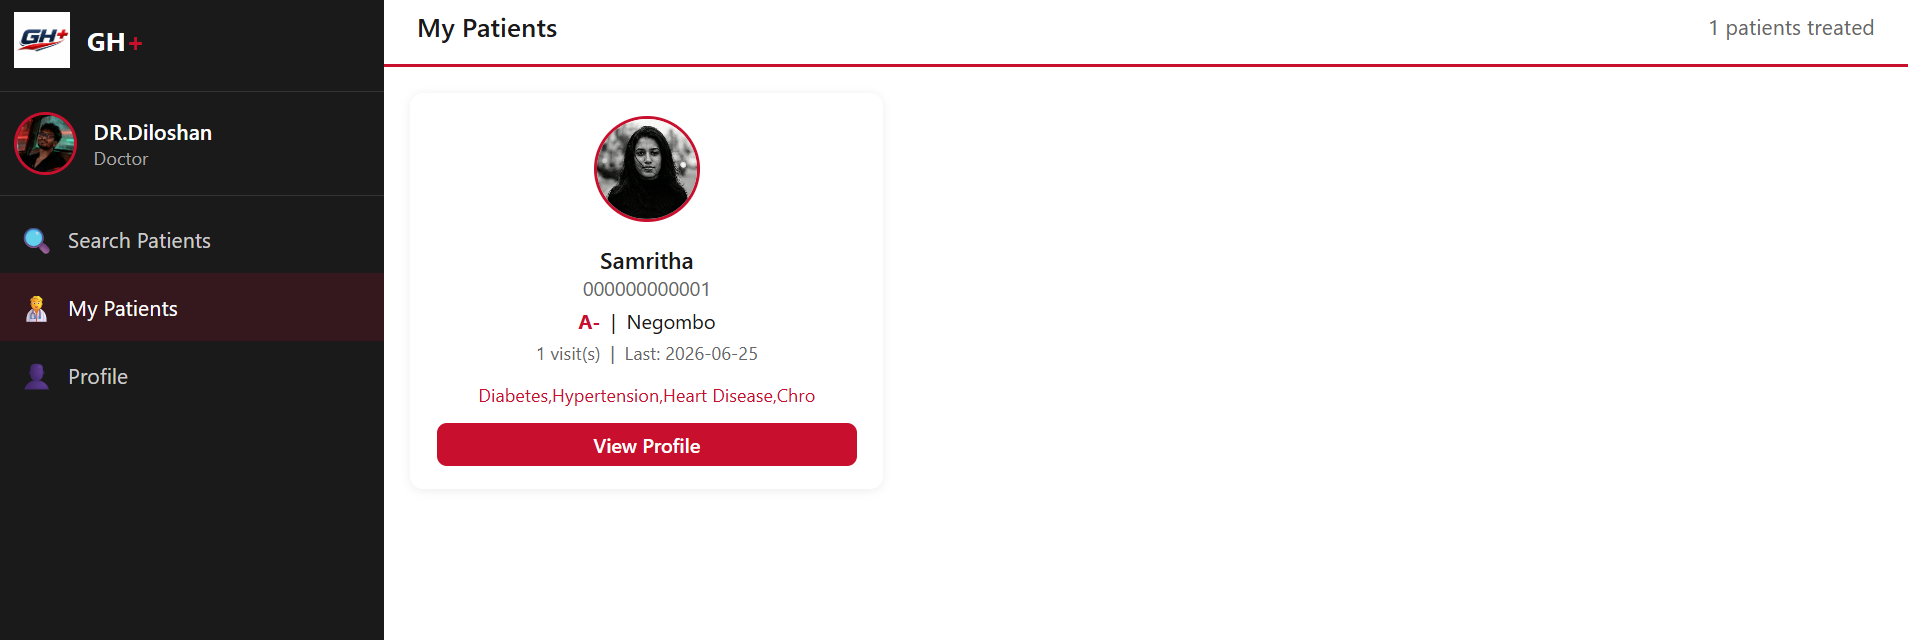 GH+
GH+
DR.Diloshan
Doctor
Search Patients
My Patients
Profile
My Patients
1 patients treated
Samritha
000000000001
A- | Negombo
1 visit(s) | Last: 2026-06-25
Diabetes,Hypertension,Heart Disease,Chro
View Profile